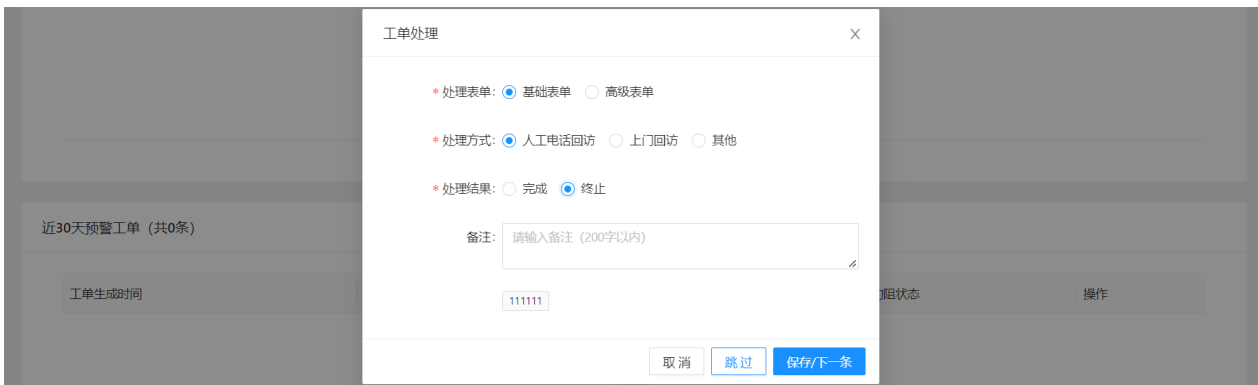 工单处理
* 处理表单: 基础表单 高级表单
* 处理方式: 人工电话回访 上门回访 其他
* 处理结果: 完成 终止
近30天预警工单（共0条）
备注: 请输入备注（200字以内）
工单生成时间
阻状态 操作
111111
取消 跳过 保存/下一条